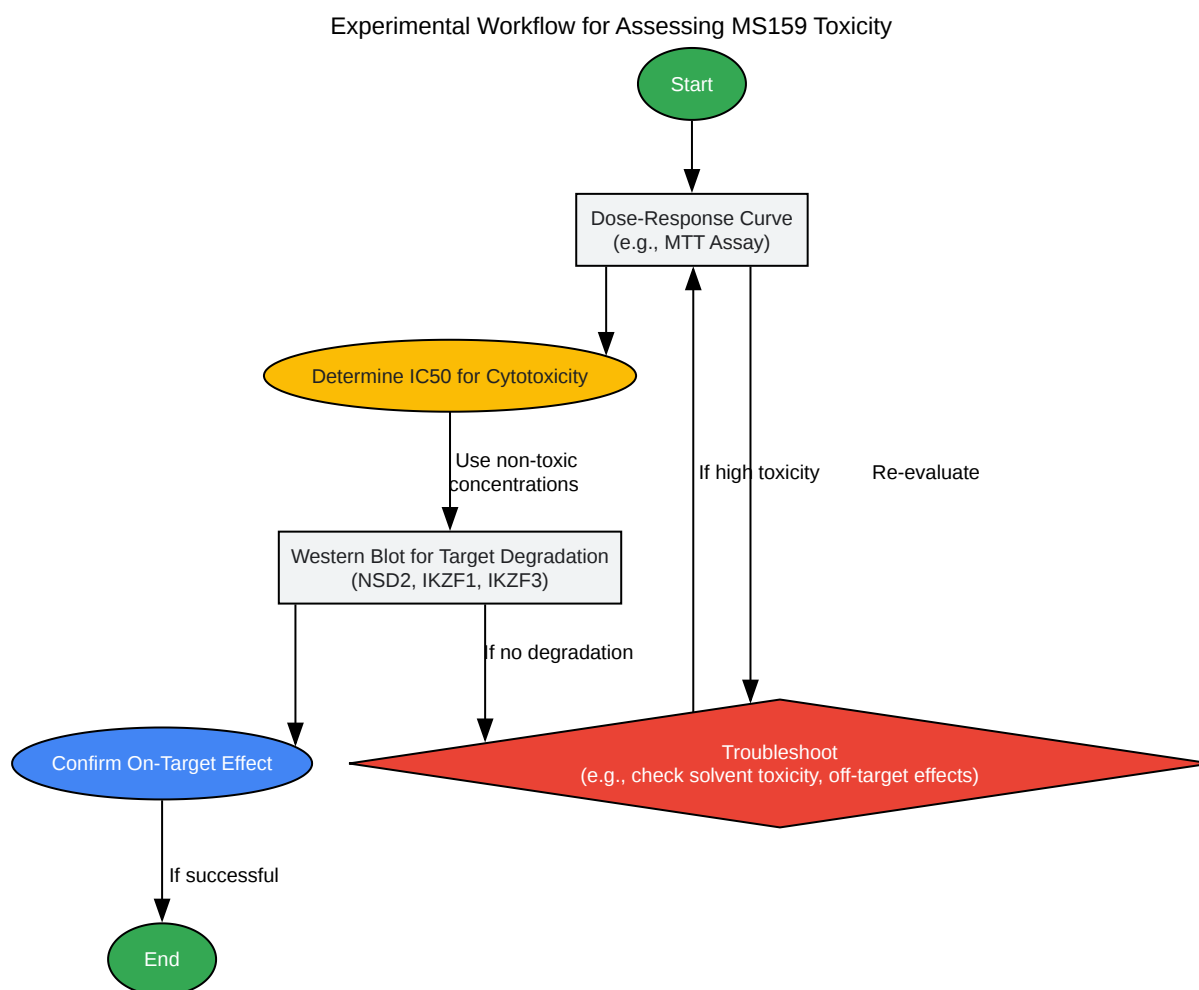 Experimental Workflow for Assessing MS159 Toxicity
Start
Dose-Response Curve
(e.g., MTT Assay)
Determine IC50 for Cytotoxicity
Use non-toxic
concentrations
If high toxicity
Re-evaluate
Western Blot for Target Degradation
(NSD2, IKZF1, IKZF3)
If no degradation
Confirm On-Target Effect
Troubleshoot
(e.g., check solvent toxicity, off-target effects)
If successful
End